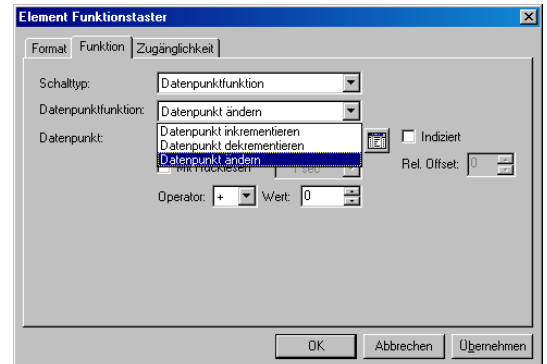 Element Funktionstaster
Format Funktion Zugänglichkeit
Schalttyp: Datenpunktfunktion
Datenpunktfunktion: Datenpunkt ändern
Datenpunkt inkrementieren
Datenpunkt: Datenpunkt dekrementieren Indiziert
Datenpunkt ändern
Mit Rücklesen 1 sec Rel. Offset: 0
Operator: + Wert: 0
OK Abbrechen Übernehmen